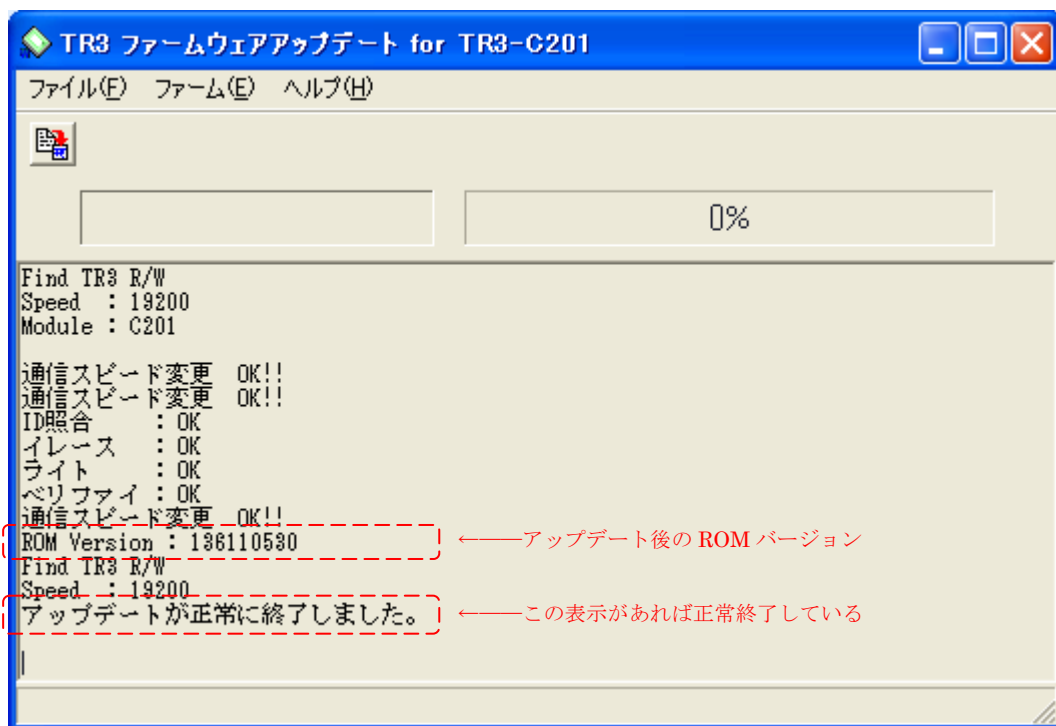 TR3 ファームウェアアップデート for TR3-C201
ファイル(F) ファーム(E) ヘルプ(H)
0%
Find TR3 R/W
Speed : 19200
Module : C201
通信スピード変更 OK!!
通信スピード変更 OK!!
ID照合 : OK
イレース : OK
ライト : OK
ベリファイ : OK
通信スピード変更 OK!!
ROM Version : 136110530 ←──アップデート後の ROM バージョン
Find TR3 R/W
Speed : 19200
アップデートが正常に終了しました。 ←──この表示があれば正常終了している